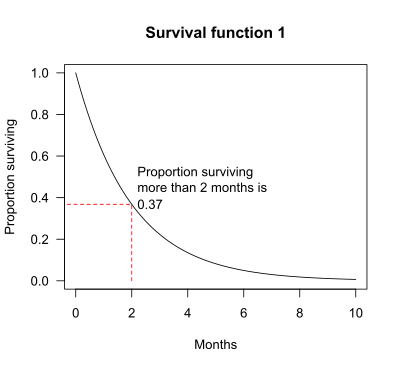 Survival function 1
Proportion surviving
1.0
0.8
0.6
0.4
0.2
0.0
Proportion surviving
more than 2 months is
0.37
0 2 4 6 8 10
Months